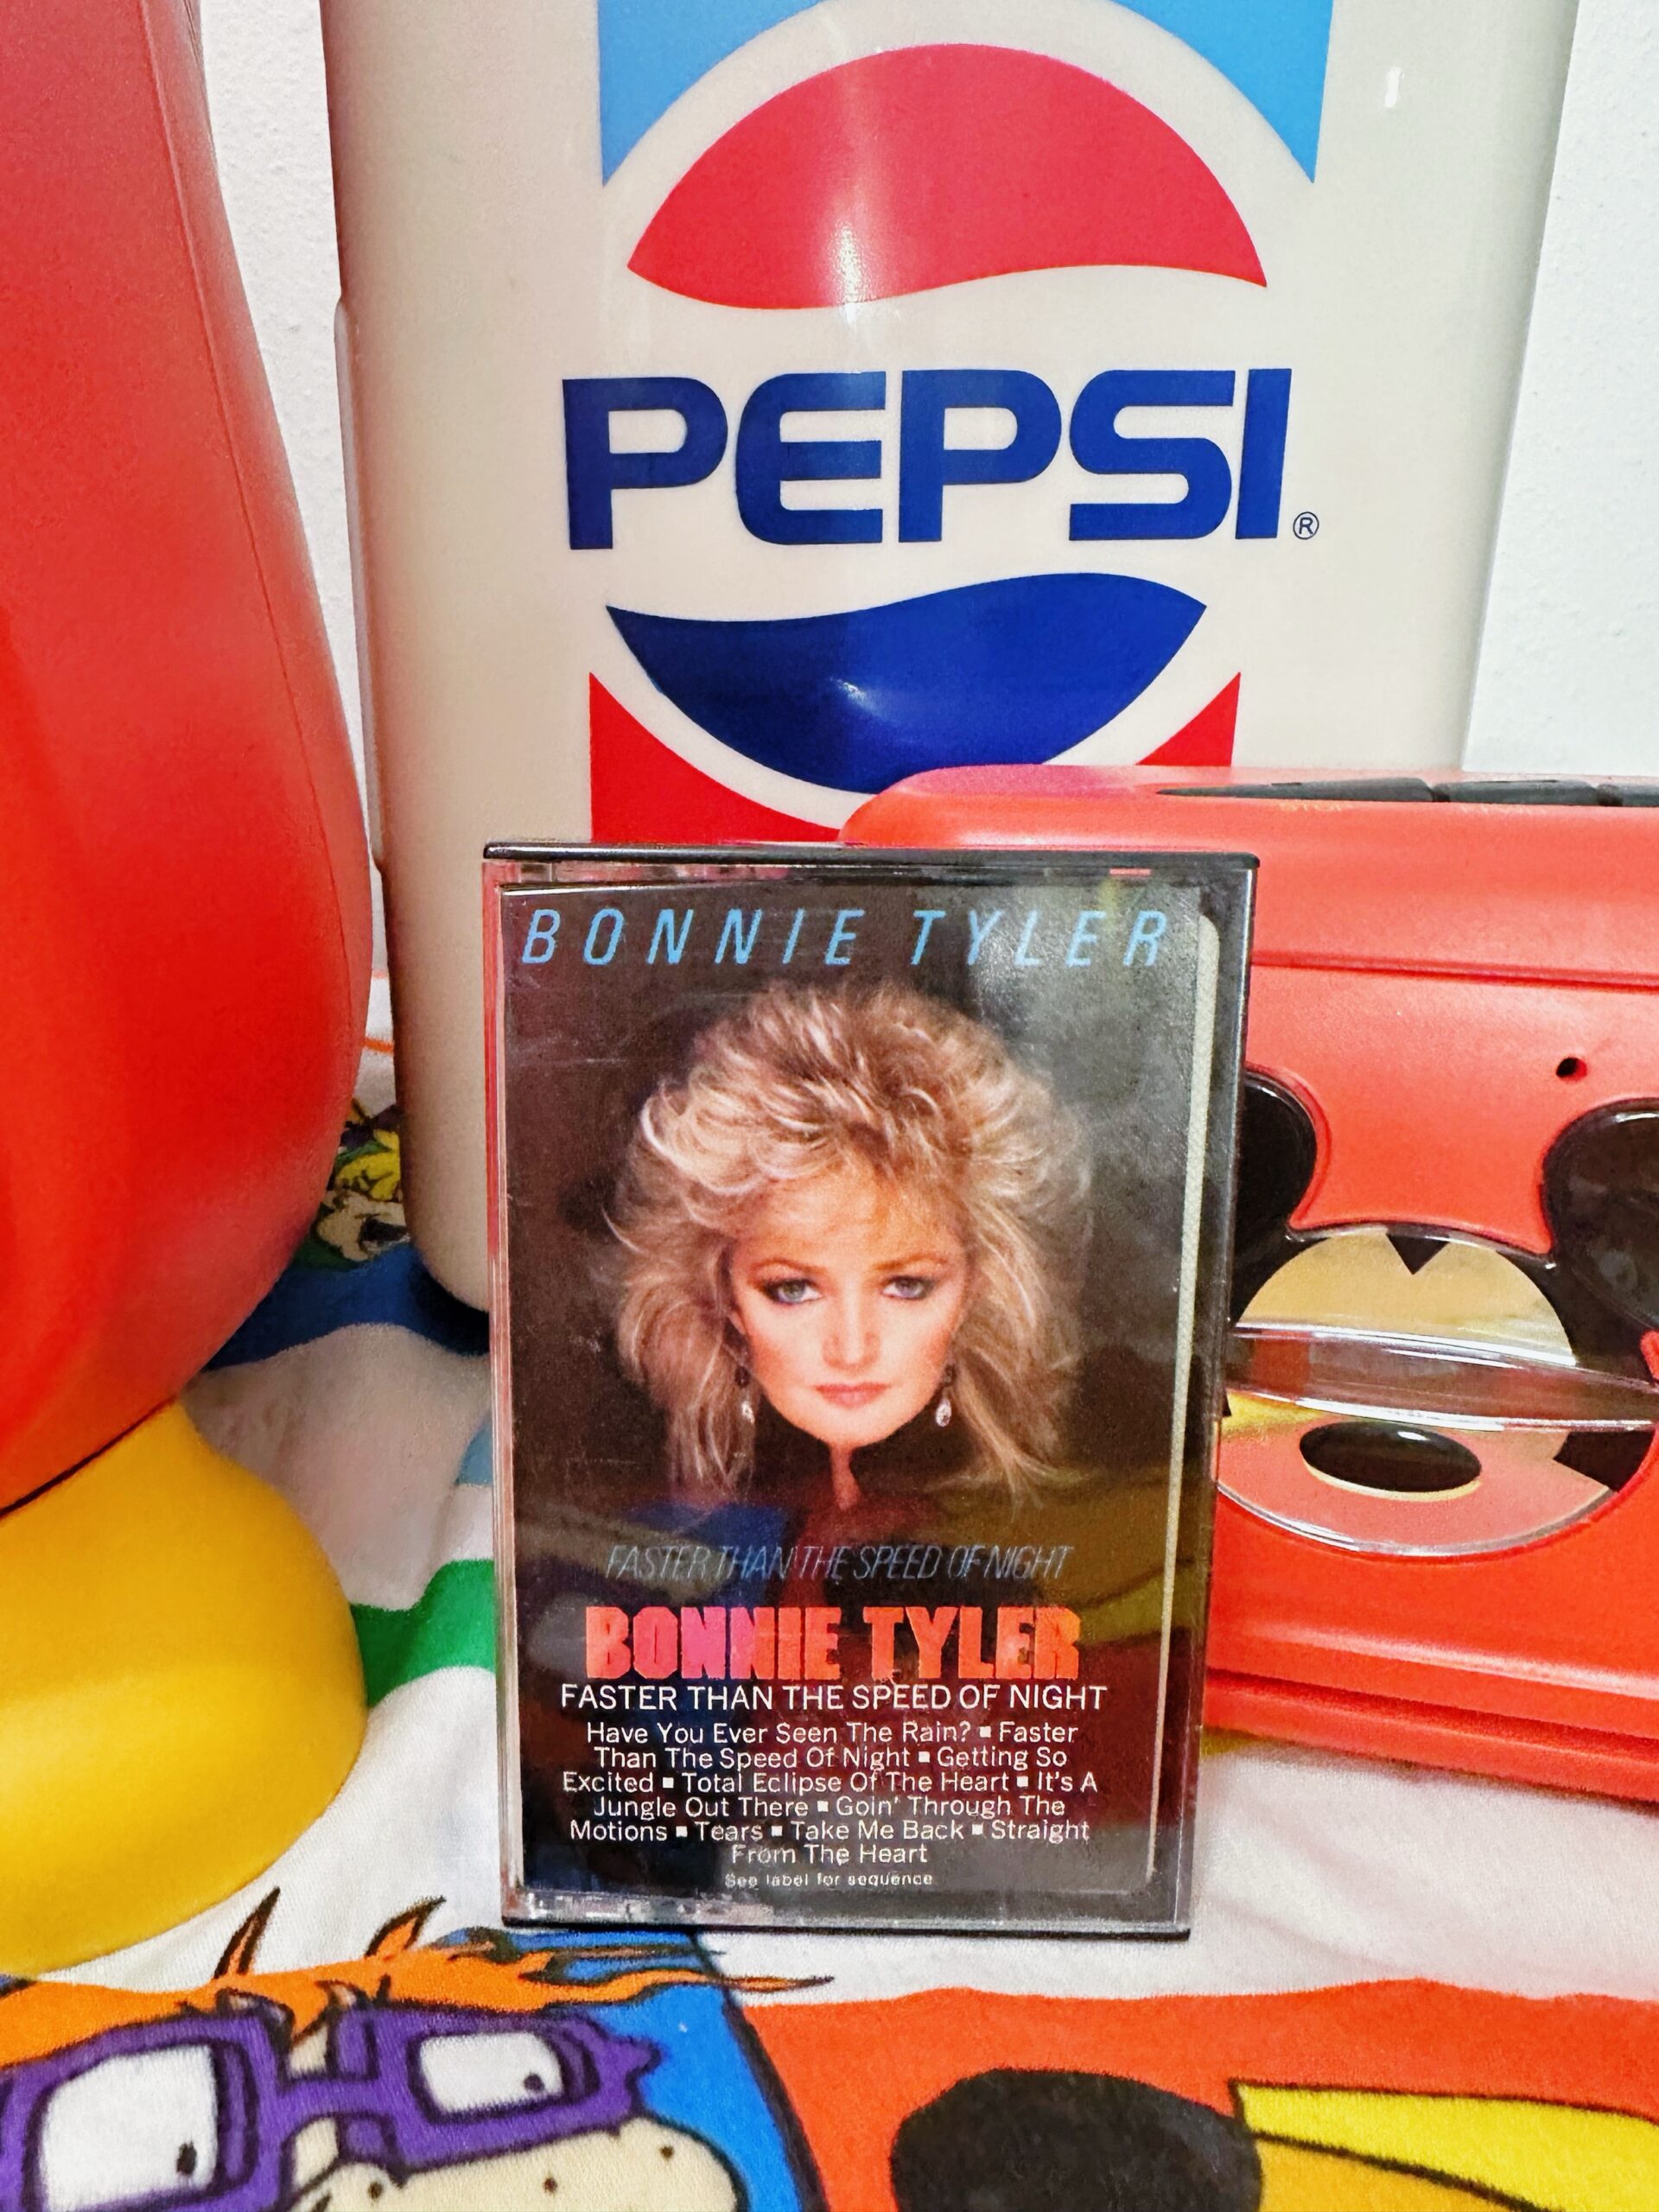 PEPSI®
BONNIE TYLER
FASTER THAN THE SPEED OF NIGHT
BONNIE TYLER
FASTER THAN THE SPEED OF NIGHT
Have You Ever Seen The Rain? ▪ Faster
Than The Speed Of Night ▪ Getting So
Excited ▪ Total Eclipse Of The Heart ▪ It's A
Jungle Out There ▪ Goin' Through The
Motions ▪ Tears ▪ Take Me Back ▪ Straight
From The Heart
See label for sequence